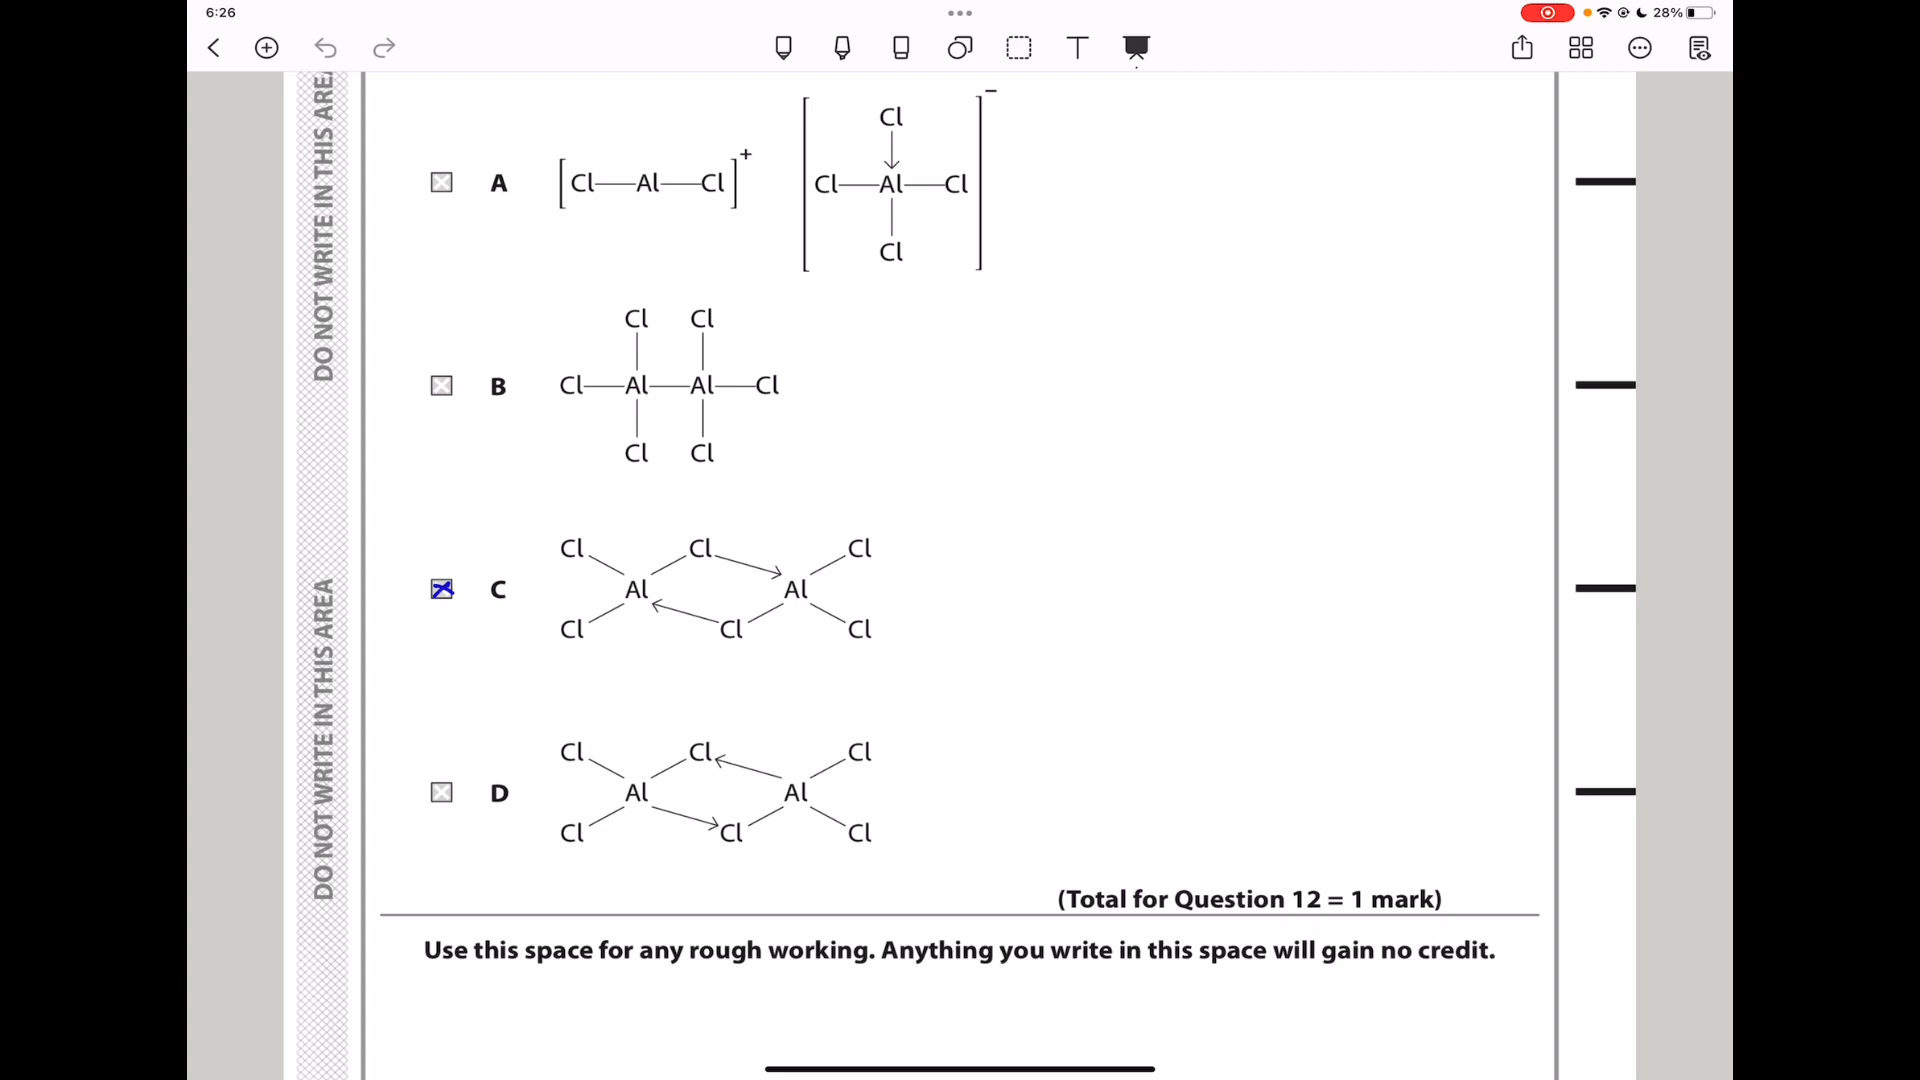 6:26
28%
DO NOT WRITE IN THIS AREA
DO NOT WRITE IN THIS AREA
A [Cl—Al—Cl]+ [Cl Cl—Al—Cl Cl]−
Cl Cl
B Cl—Al—Al—Cl
Cl Cl
Cl Cl Cl
C Al Al
Cl Cl Cl
Cl Cl Cl
D Al Al
Cl Cl Cl
(Total for Question 12 = 1 mark)
Use this space for any rough working. Anything you write in this space will gain no credit.